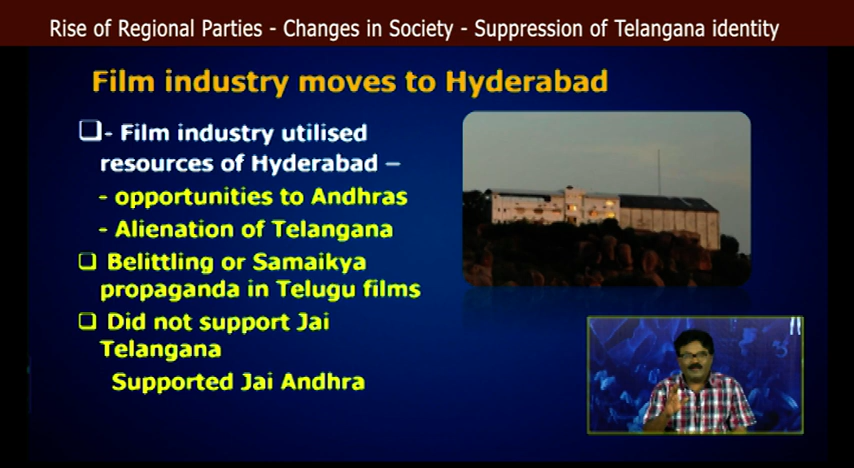 Rise of Regional Parties - Changes in Society - Suppression of Telangana identity
Film industry moves to Hyderabad
- Film industry utilised
resources of Hyderabad –
- opportunities to Andhras
- Alienation of Telangana
Belittling or Samaikya
propaganda in Telugu films
Did not support Jai
Telangana
Supported Jai Andhra